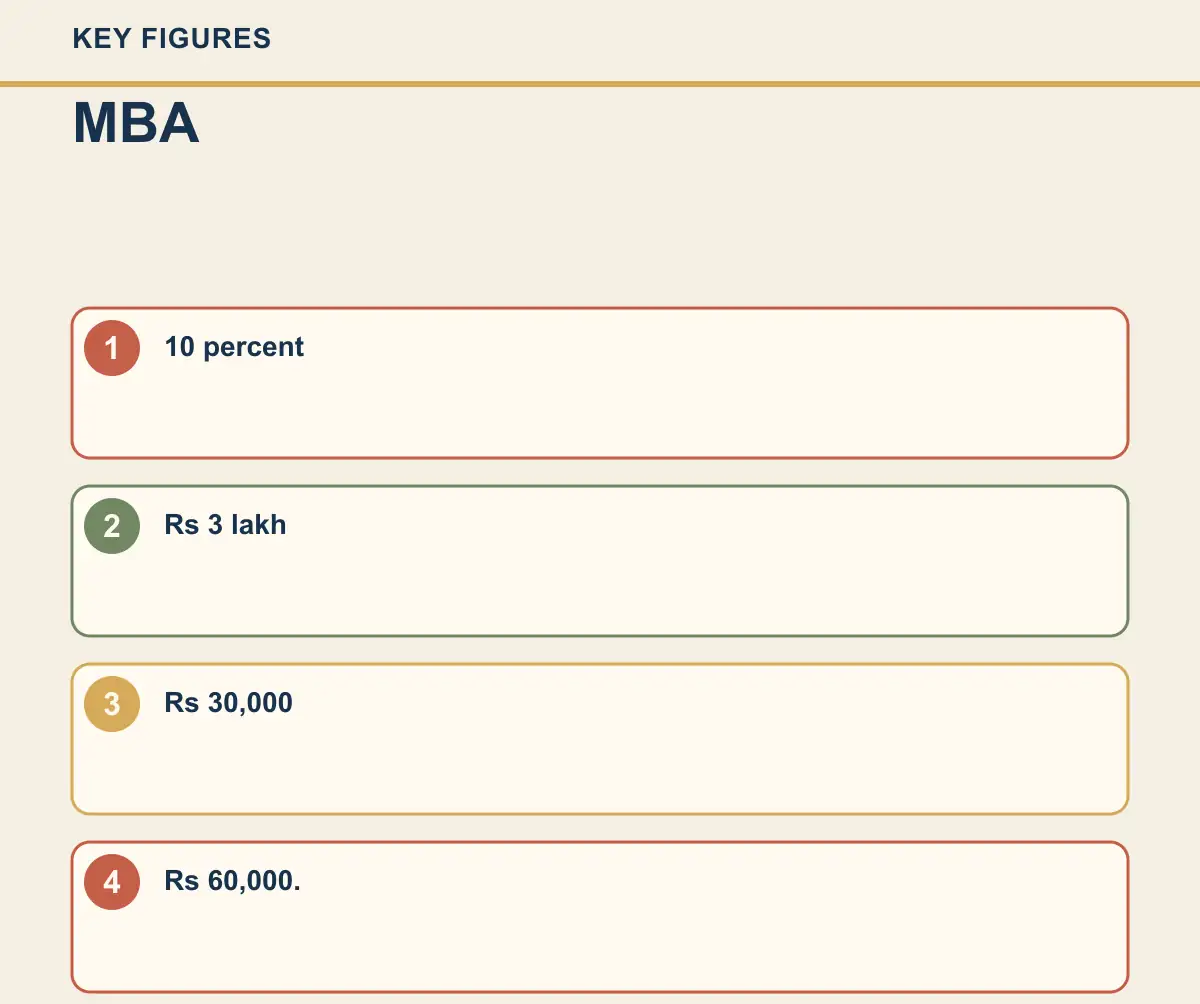 KEY FIGURES
MBA
1 10 percent
2 Rs 3 lakh
3 Rs 30,000
4 Rs 60,000.